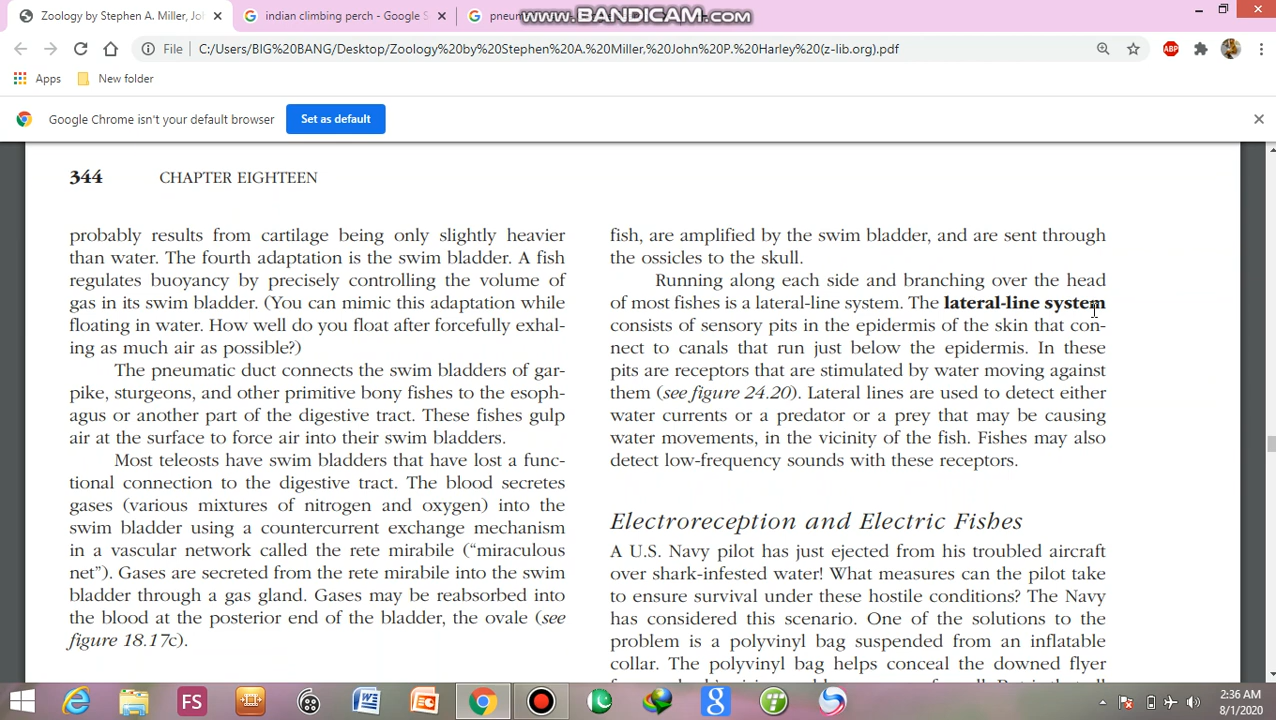 Zoology by Stephen A. Miller, Joh
indian climbing perch - Google S
pneu
www.BANDICAM.com
File
C:/Users/BIG%20BANG/Desktop/Zoology%20by%20Stephen%20A.%20Miller,%20John%20P.%20Harley%20(z-lib.org).pdf
ABP
Apps
New folder
Google Chrome isn't your default browser
Set as default
344
CHAPTER EIGHTEEN
probably results from cartilage being only slightly heavier
than water. The fourth adaptation is the swim bladder. A fish
regulates buoyancy by precisely controlling the volume of
gas in its swim bladder. (You can mimic this adaptation while
floating in water. How well do you float after forcefully exhal-
ing as much air as possible?)
The pneumatic duct connects the swim bladders of gar-
pike, sturgeons, and other primitive bony fishes to the esoph-
agus or another part of the digestive tract. These fishes gulp
air at the surface to force air into their swim bladders.
Most teleosts have swim bladders that have lost a func-
tional connection to the digestive tract. The blood secretes
gases (various mixtures of nitrogen and oxygen) into the
swim bladder using a countercurrent exchange mechanism
in a vascular network called the rete mirabile ("miraculous
net"). Gases are secreted from the rete mirabile into the swim
bladder through a gas gland. Gases may be reabsorbed into
the blood at the posterior end of the bladder, the ovale (see
figure 18.17c).
fish, are amplified by the swim bladder, and are sent through
the ossicles to the skull.
Running along each side and branching over the head
of most fishes is a lateral-line system. The lateral-line system
consists of sensory pits in the epidermis of the skin that con-
nect to canals that run just below the epidermis. In these
pits are receptors that are stimulated by water moving against
them (see figure 24.20). Lateral lines are used to detect either
water currents or a predator or a prey that may be causing
water movements, in the vicinity of the fish. Fishes may also
detect low-frequency sounds with these receptors.
Electroreception and Electric Fishes
A U.S. Navy pilot has just ejected from his troubled aircraft
over shark-infested water! What measures can the pilot take
to ensure survival under these hostile conditions? The Navy
has considered this scenario. One of the solutions to the
problem is a polyvinyl bag suspended from an inflatable
collar. The polyvinyl bag helps conceal the downed flyer
FS
2:36 AM
8/1/2020